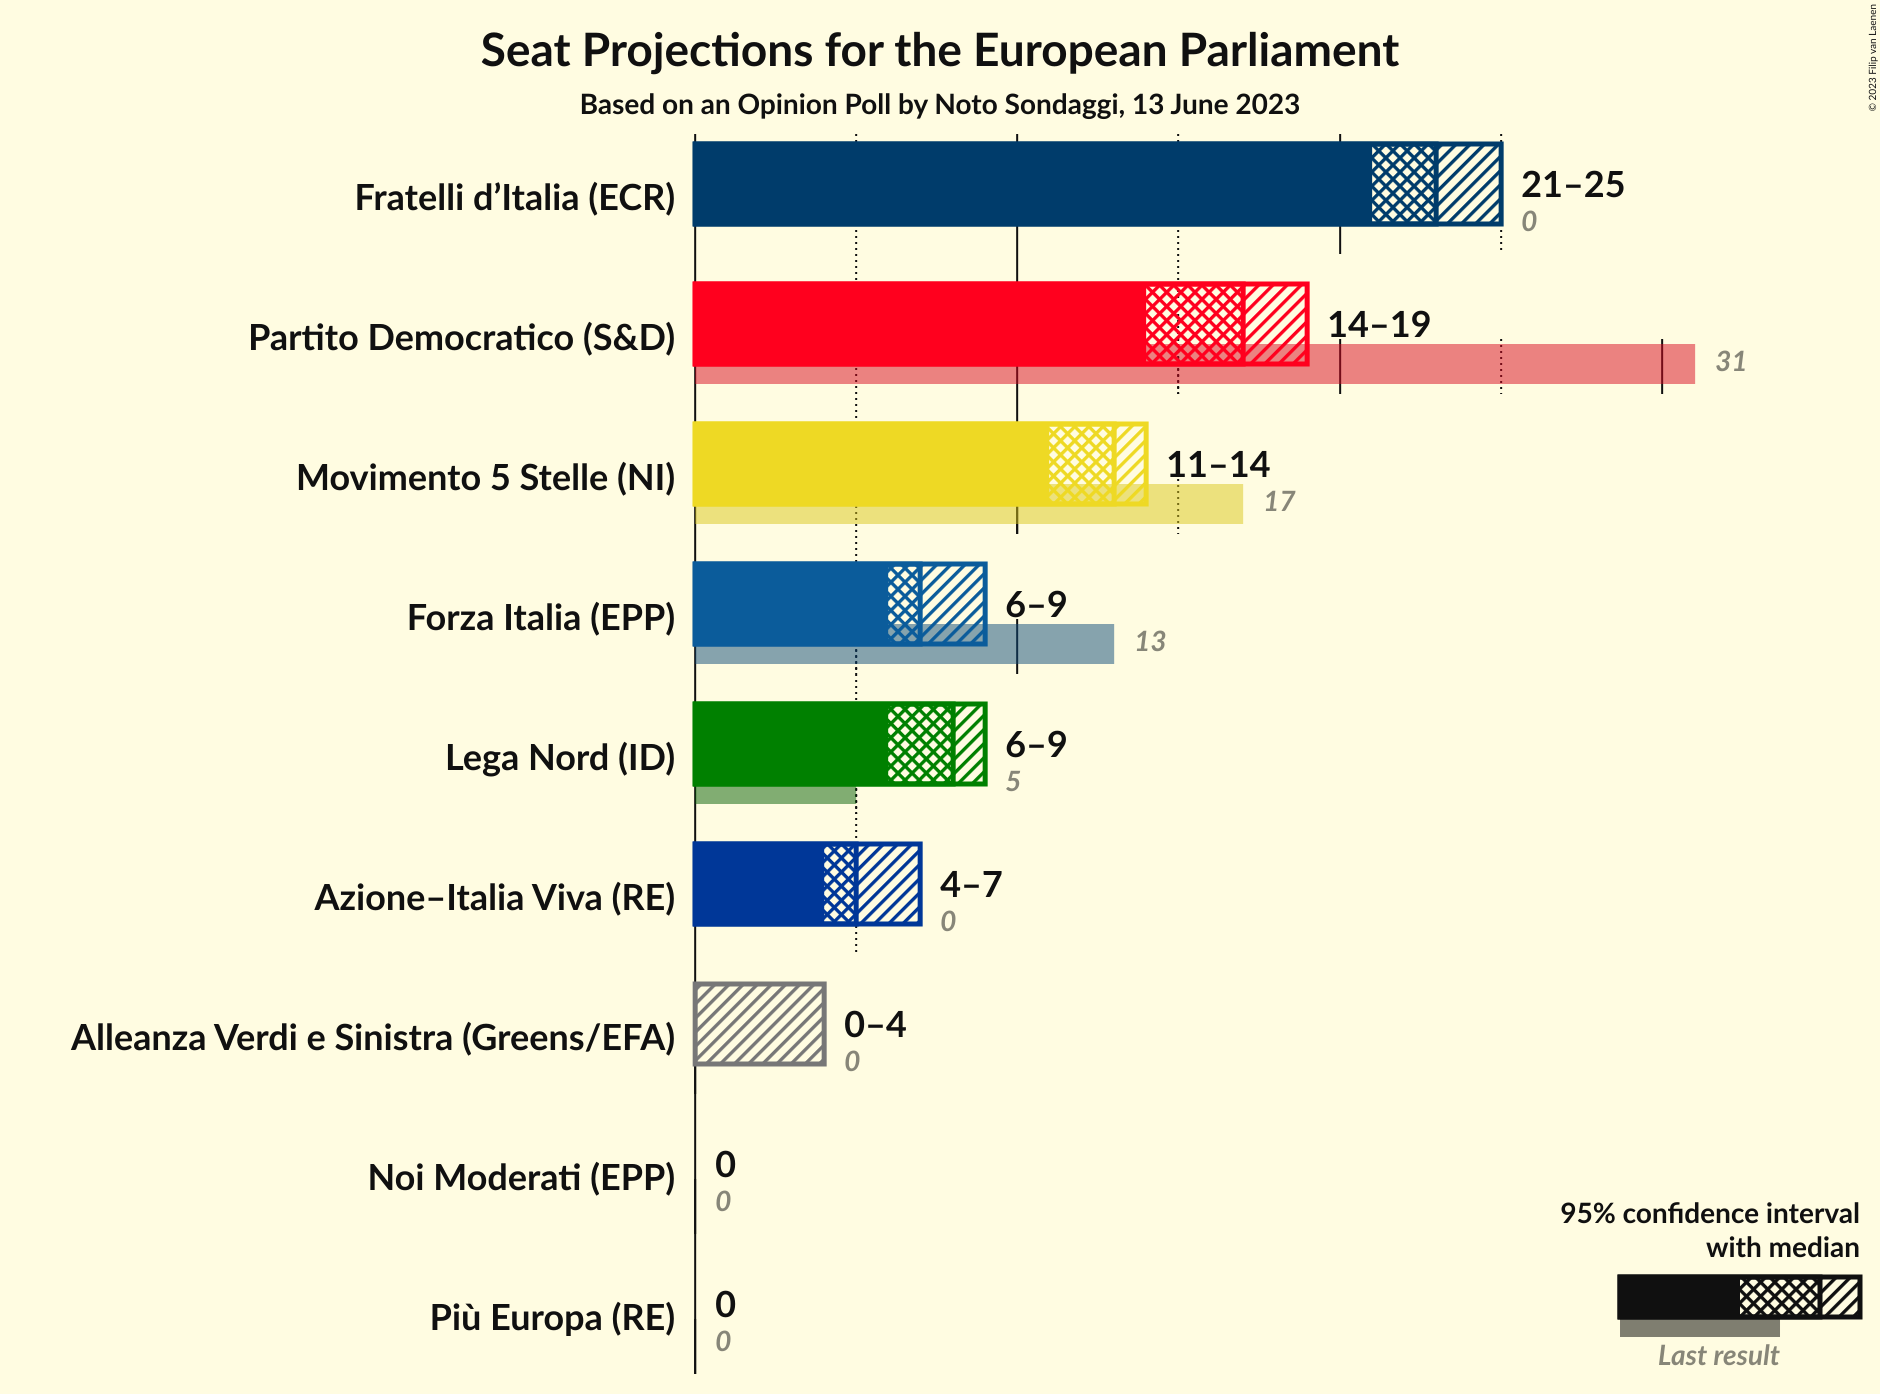 Seat Projections for the European Parliament
Based on an Opinion Poll by Noto Sondaggi, 13 June 2023
© 2023 Filip van Laenen
Fratelli d’Italia (ECR)
21–25
0
Partito Democratico (S&D)
14–19
31
Movimento 5 Stelle (NI)
11–14
17
Forza Italia (EPP)
6–9
13
Lega Nord (ID)
6–9
5
Azione–Italia Viva (RE)
4–7
0
Alleanza Verdi e Sinistra (Greens/EFA)
0–4
0
Noi Moderati (EPP)
0
0
Più Europa (RE)
0
0
95% confidence interval
with median
Last result